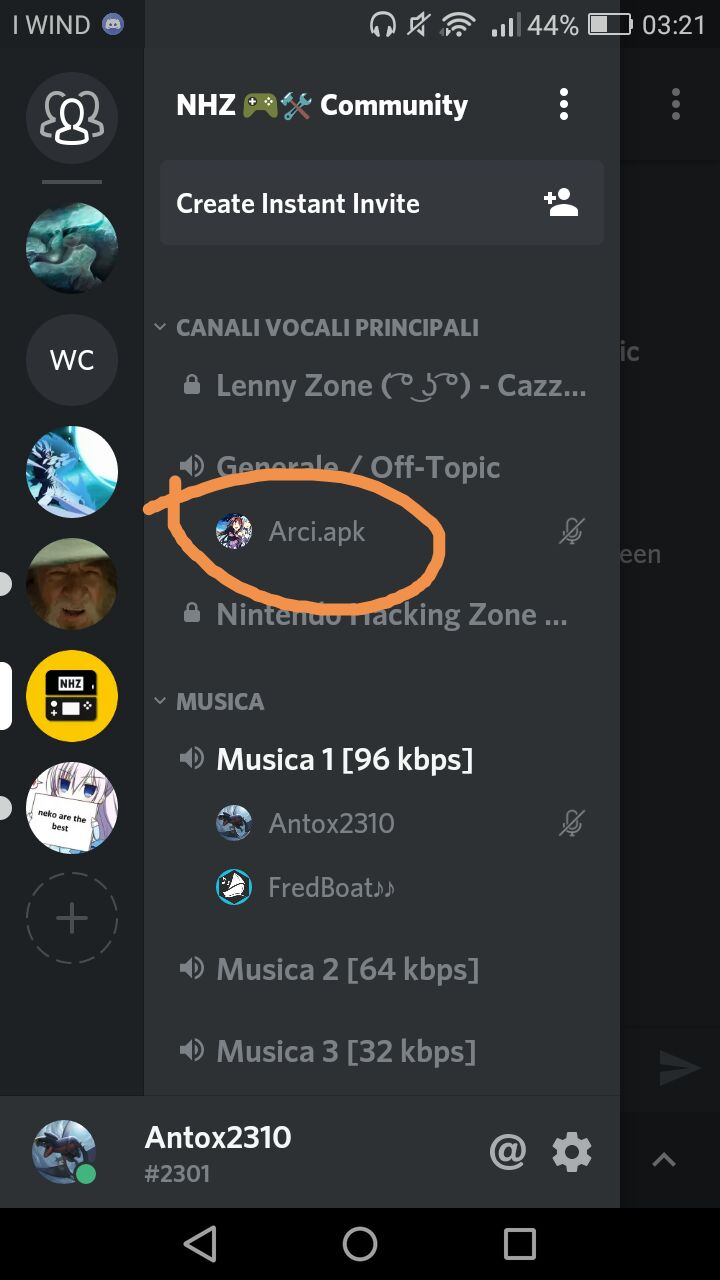 I WIND 44% 03:21
NHZ 🎮🛠 Community
Create Instant Invite
CANALI VOCALI PRINCIPALI
Lenny Zone ( ͡° ͜ʖ ͡°) - Cazz...
ic
Generale / Off-Topic
Arci.apk
een
Nintendo Hacking Zone ...
MUSICA
Musica 1 [96 kbps]
Antox2310
FredBoat♪♪
Musica 2 [64 kbps]
Musica 3 [32 kbps]
Antox2310
#2301
@
WC
NHZ
neko are the
best